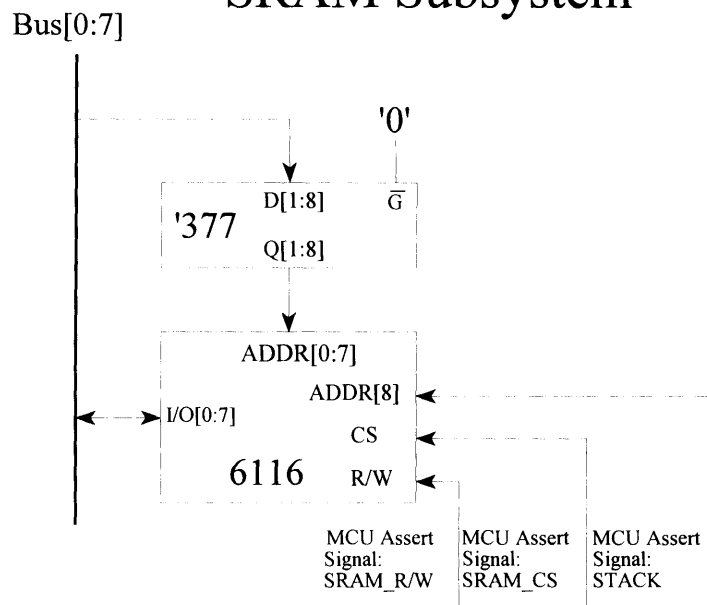 SRAM Subsystem
Bus[0:7]
'0'
D[1:8]
G
'377
Q[1:8]
ADDR[0:7]
ADDR[8]
I/O[0:7]
CS
6116
R/W
MCU Assert
Signal:
SRAM_R/W
MCU Assert
Signal:
SRAM_CS
MCU Assert
Signal:
STACK